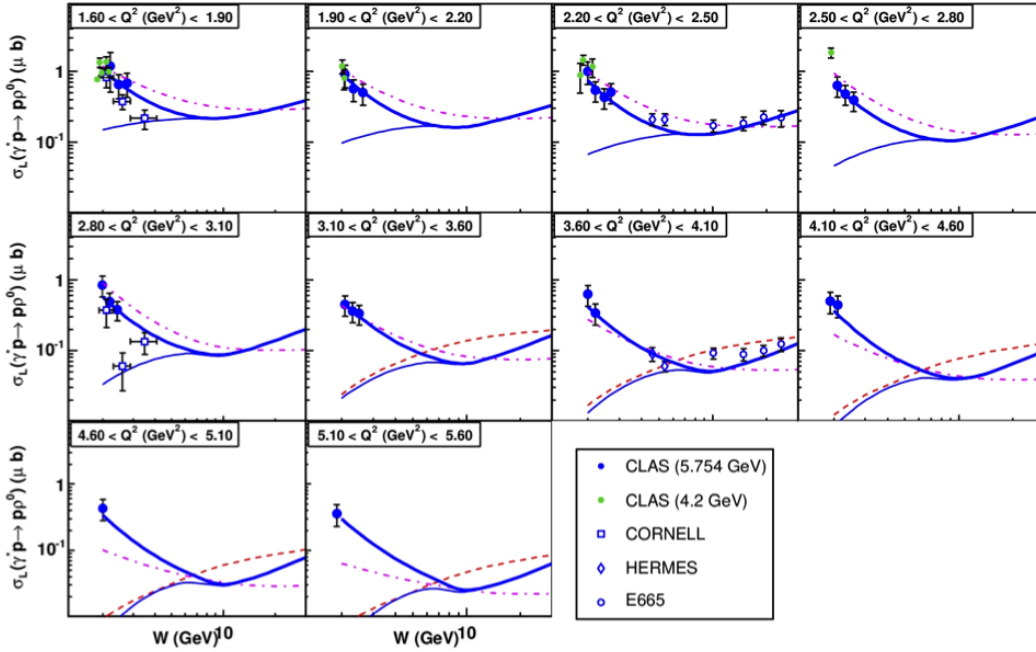 1.60 < Q² (GeV²) < 1.90
1.90 < Q² (GeV²) < 2.20
2.20 < Q² (GeV²) < 2.50
2.50 < Q² (GeV²) < 2.80
σL(γ* p→ pρ⁰) (μ b)
1
10⁻¹
2.80 < Q² (GeV²) < 3.10
3.10 < Q² (GeV²) < 3.60
3.60 < Q² (GeV²) < 4.10
4.10 < Q² (GeV²) < 4.60
σL(γ* p→ pρ⁰) (μ b)
1
10⁻¹
4.60 < Q² (GeV²) < 5.10
5.10 < Q² (GeV²) < 5.60
σL(γ* p→ pρ⁰) (μ b)
1
10⁻¹
W (GeV) 10
W (GeV) 10
CLAS (5.754 GeV)
CLAS (4.2 GeV)
CORNELL
HERMES
E665